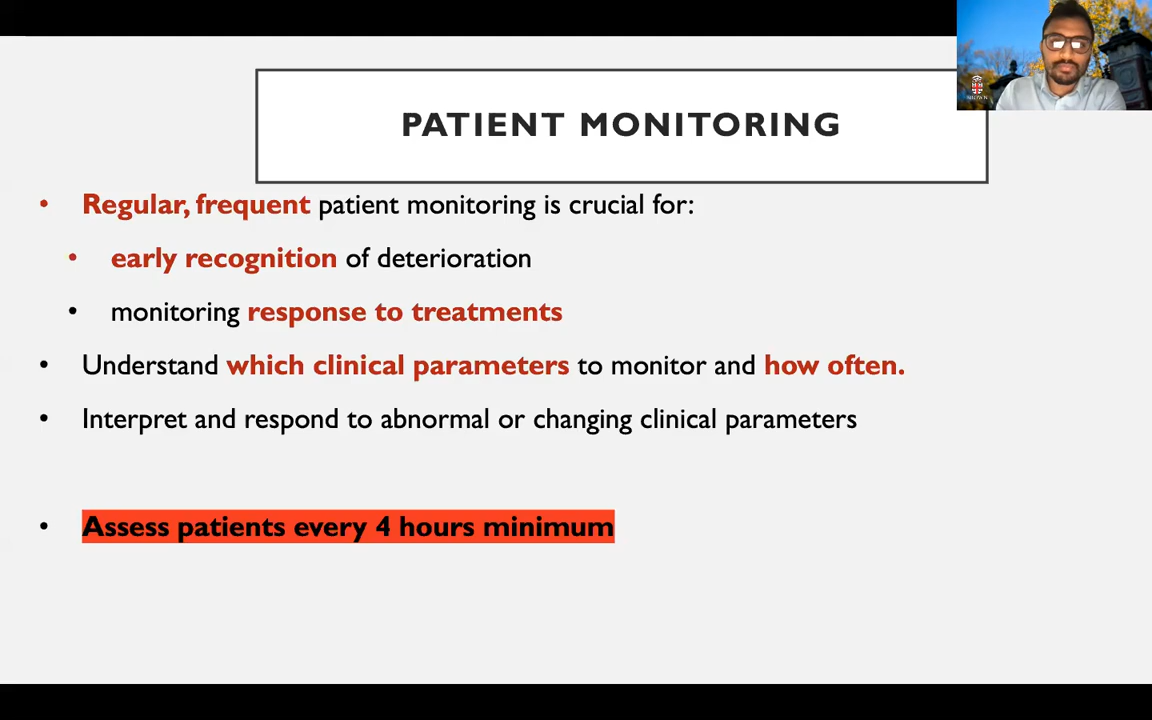 PATIENT MONITORING
• Regular, frequent patient monitoring is crucial for:
• early recognition of deterioration
• monitoring response to treatments
• Understand which clinical parameters to monitor and how often.
• Interpret and respond to abnormal or changing clinical parameters
• Assess patients every 4 hours minimum
BROWN